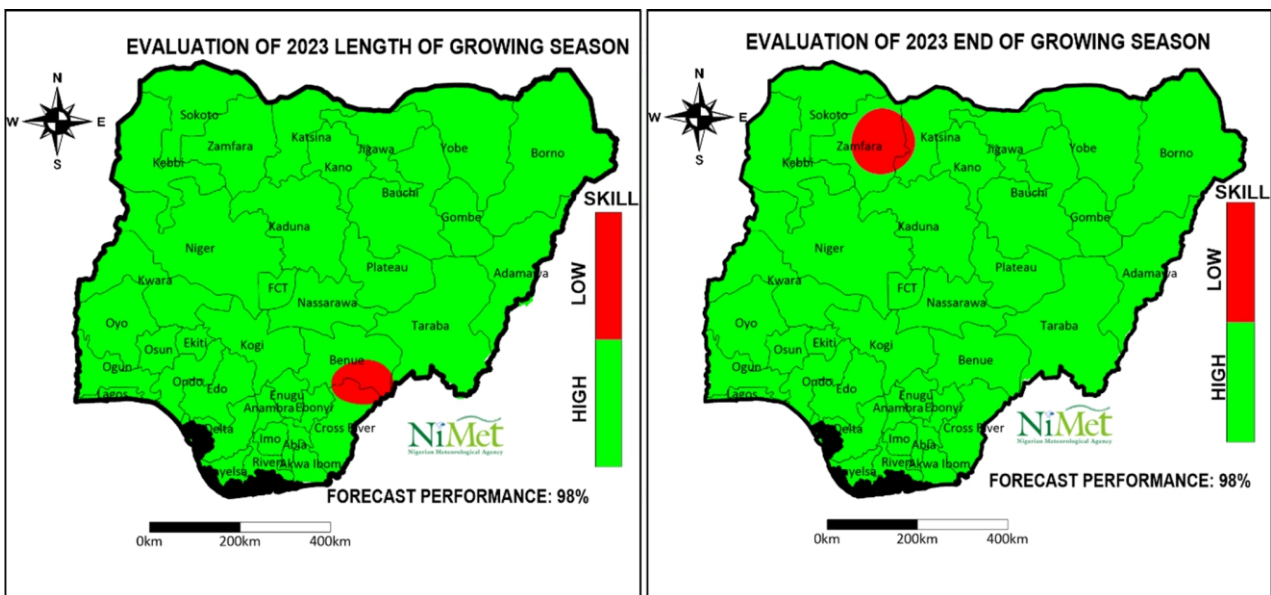 EVALUATION OF 2023 LENGTH OF GROWING SEASON
N
W E
S
Sokoto
Zamfara
Katsina
Kebbi
Kano
Jigawa
Yobe
Borno
Bauchi
Gombe
Kaduna
Niger
Plateau
Adamawa
Kwara
FCT
Nassarawa
Taraba
Oyo
Osun
Ekiti
Kogi
Benue
Ogun
Ondo
Edo
Enugu
Lagos
Anambra
Ebonyi
Delta
Imo
Abia
Cross River
Rivers
Akwa Ibom
SKILL
LOW
HIGH
NiMet
Nigerian Meteorological Agency
FORECAST PERFORMANCE: 98%
0km 200km 400km
EVALUATION OF 2023 END OF GROWING SEASON
N
W E
S
Sokoto
Zamfara
Katsina
Kebbi
Kano
Jigawa
Yobe
Borno
Bauchi
Gombe
Kaduna
Niger
Plateau
Adamawa
Kwara
FCT
Nassarawa
Taraba
Oyo
Osun
Ekiti
Kogi
Benue
Ogun
Ondo
Edo
Enugu
Lagos
Anambra
Ebonyi
Delta
Imo
Abia
Cross River
Rivers
Akwa Ibom
SKILL
LOW
HIGH
NiMet
Nigerian Meteorological Agency
FORECAST PERFORMANCE: 98%
0km 200km 400km